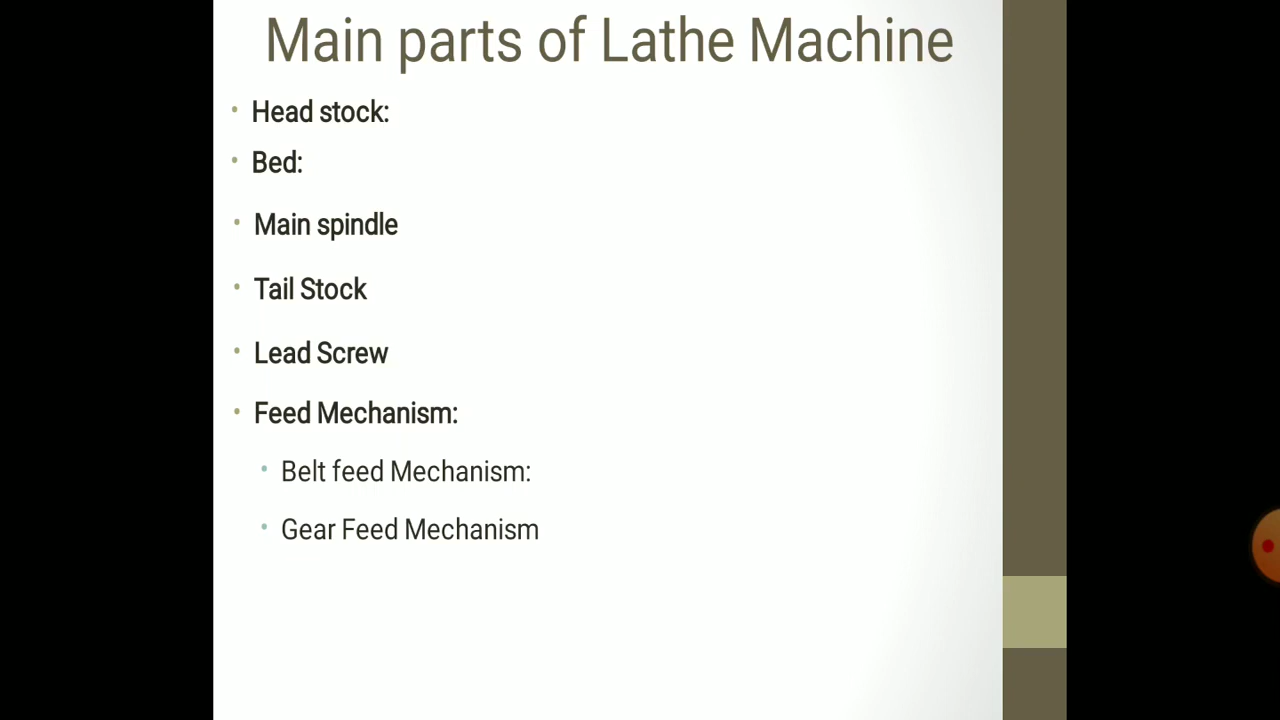 Main parts of Lathe Machine
• Head stock:
• Bed:
• Main spindle
• Tail Stock
• Lead Screw
• Feed Mechanism:
• Belt feed Mechanism:
• Gear Feed Mechanism